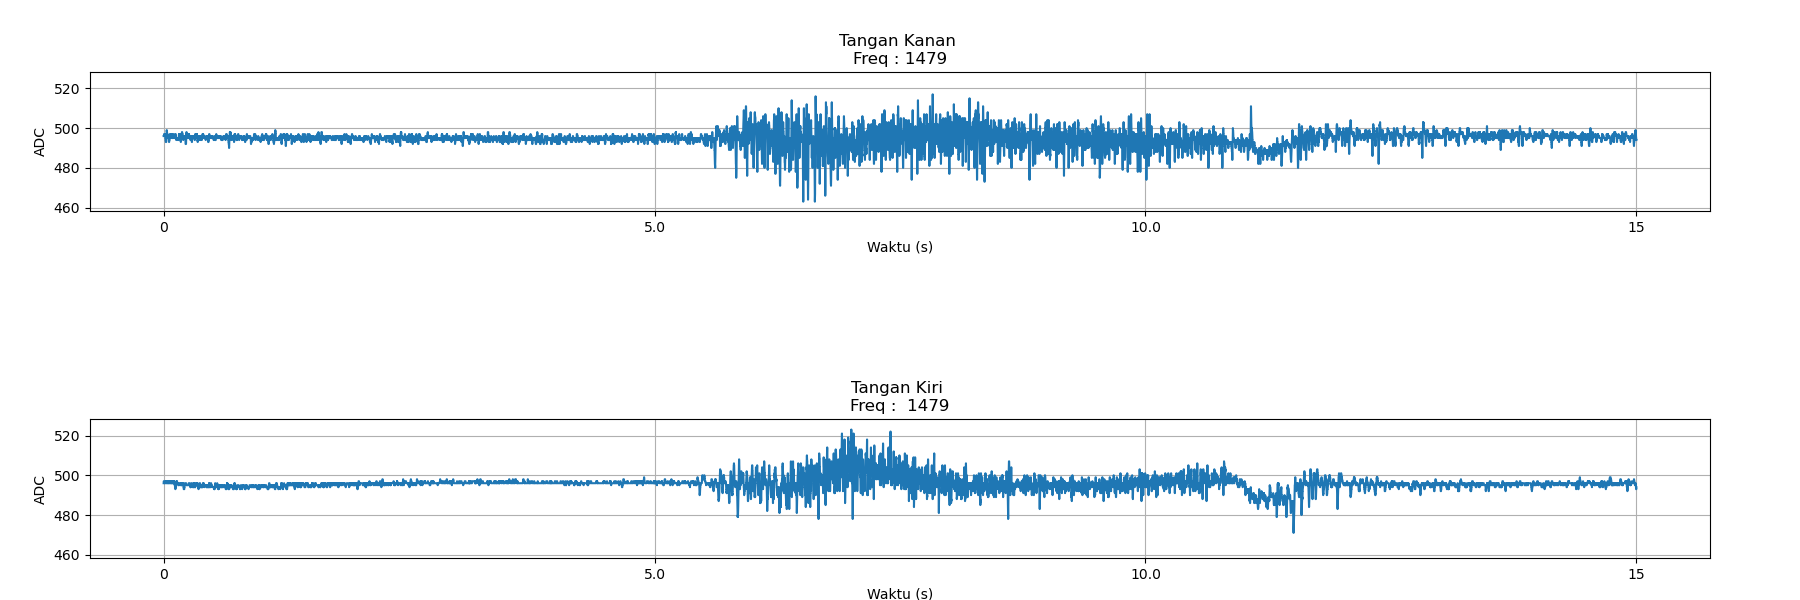 Tangan Kanan
Freq : 1479
520
500
480
460
ADC
0 5.0 10.0 15
Waktu (s)
Tangan Kiri
Freq :  1479
520
500
480
460
ADC
0 5.0 10.0 15
Waktu (s)